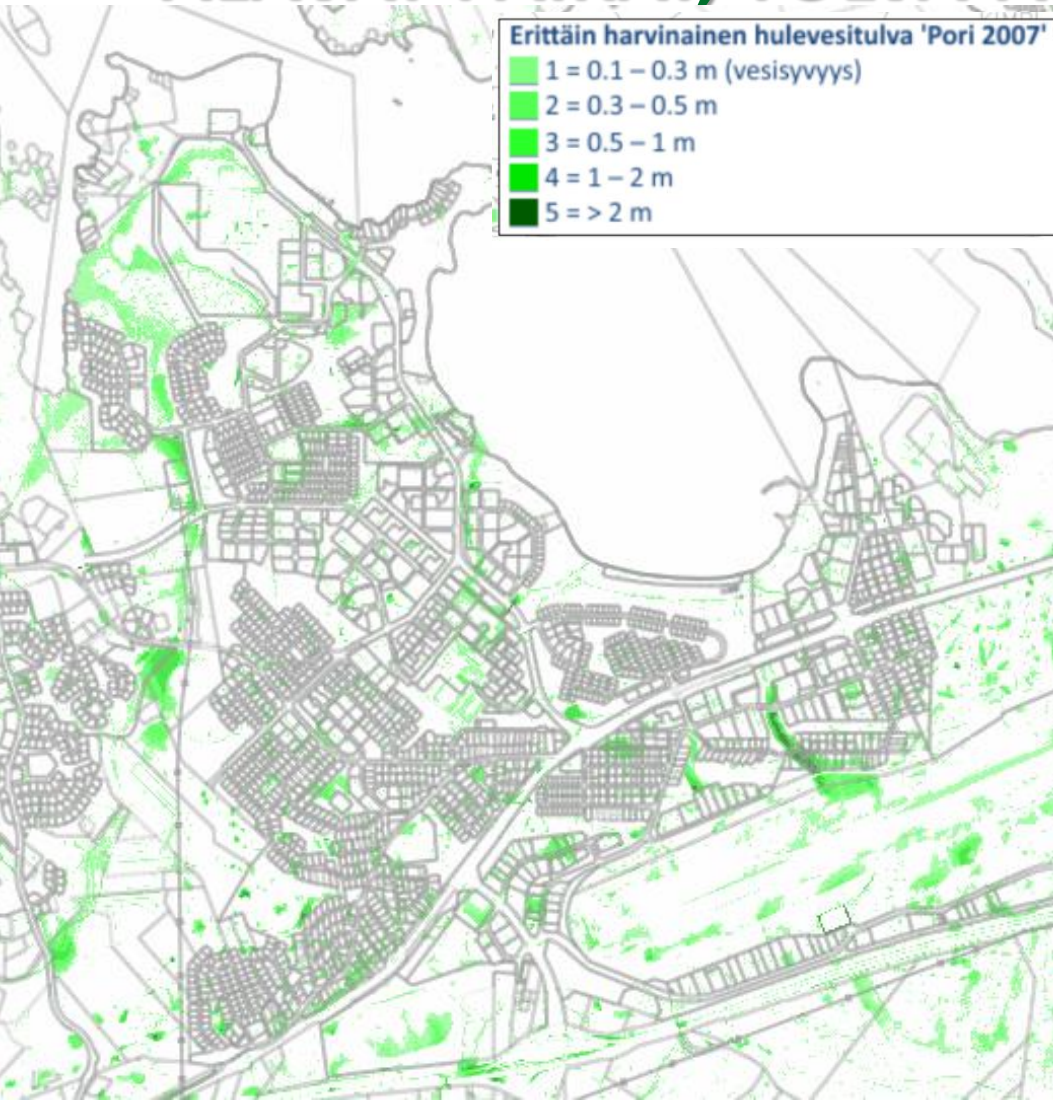 Erittäin harvinainen hulevesitulva 'Pori 2007'
1 = 0.1 – 0.3 m (vesisyvyys)
2 = 0.3 – 0.5 m
3 = 0.5 – 1 m
4 = 1 – 2 m
5 = > 2 m